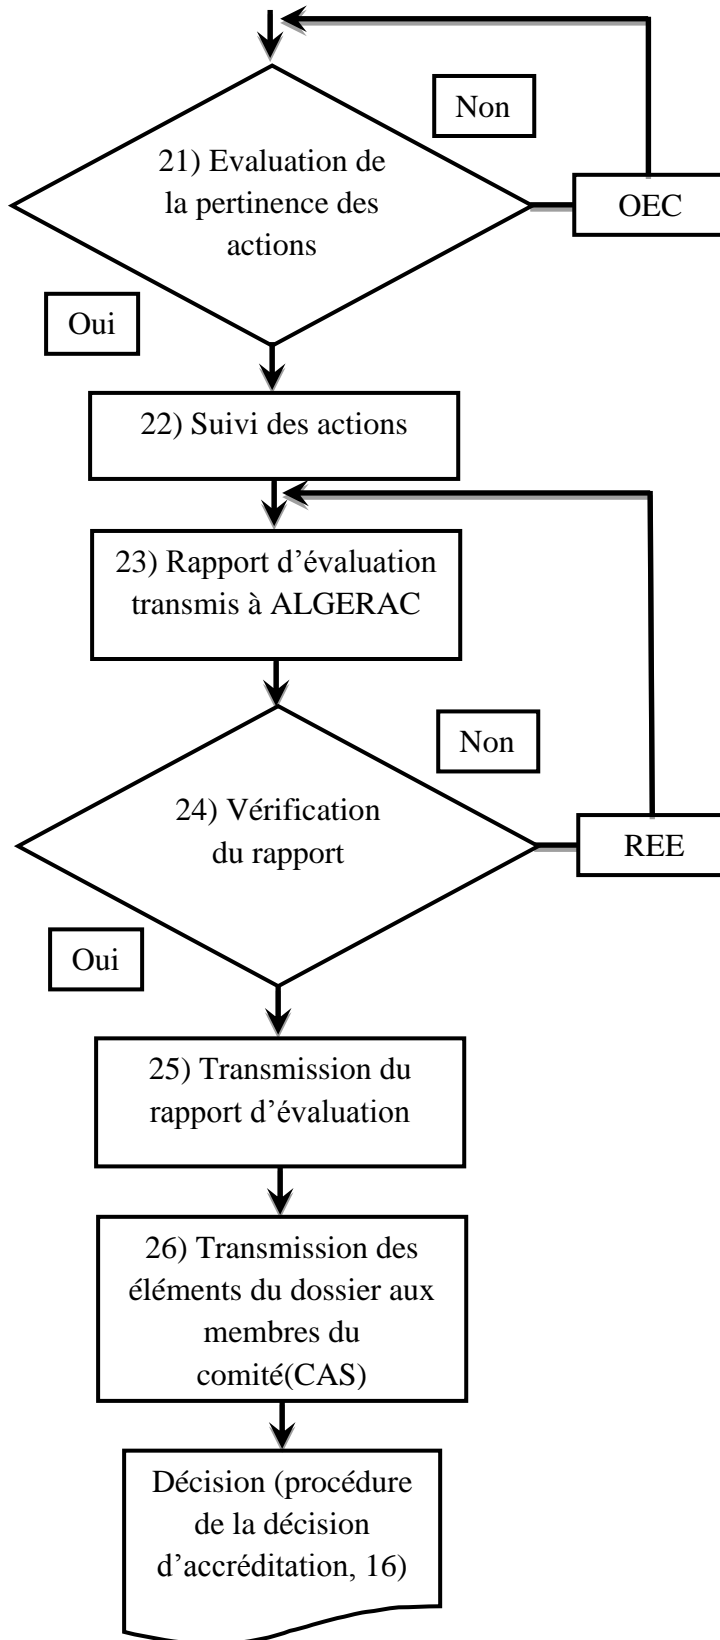 Non
21) Evaluation de
la pertinence des
actions
OEC
Oui
22) Suivi des actions
23) Rapport d’évaluation
transmis à ALGERAC
Non
24) Vérification
du rapport
REE
Oui
25) Transmission du
rapport d’évaluation
26) Transmission des
éléments du dossier aux
membres du
comité(CAS)
Décision (procédure
de la décision
d’accréditation, 16)